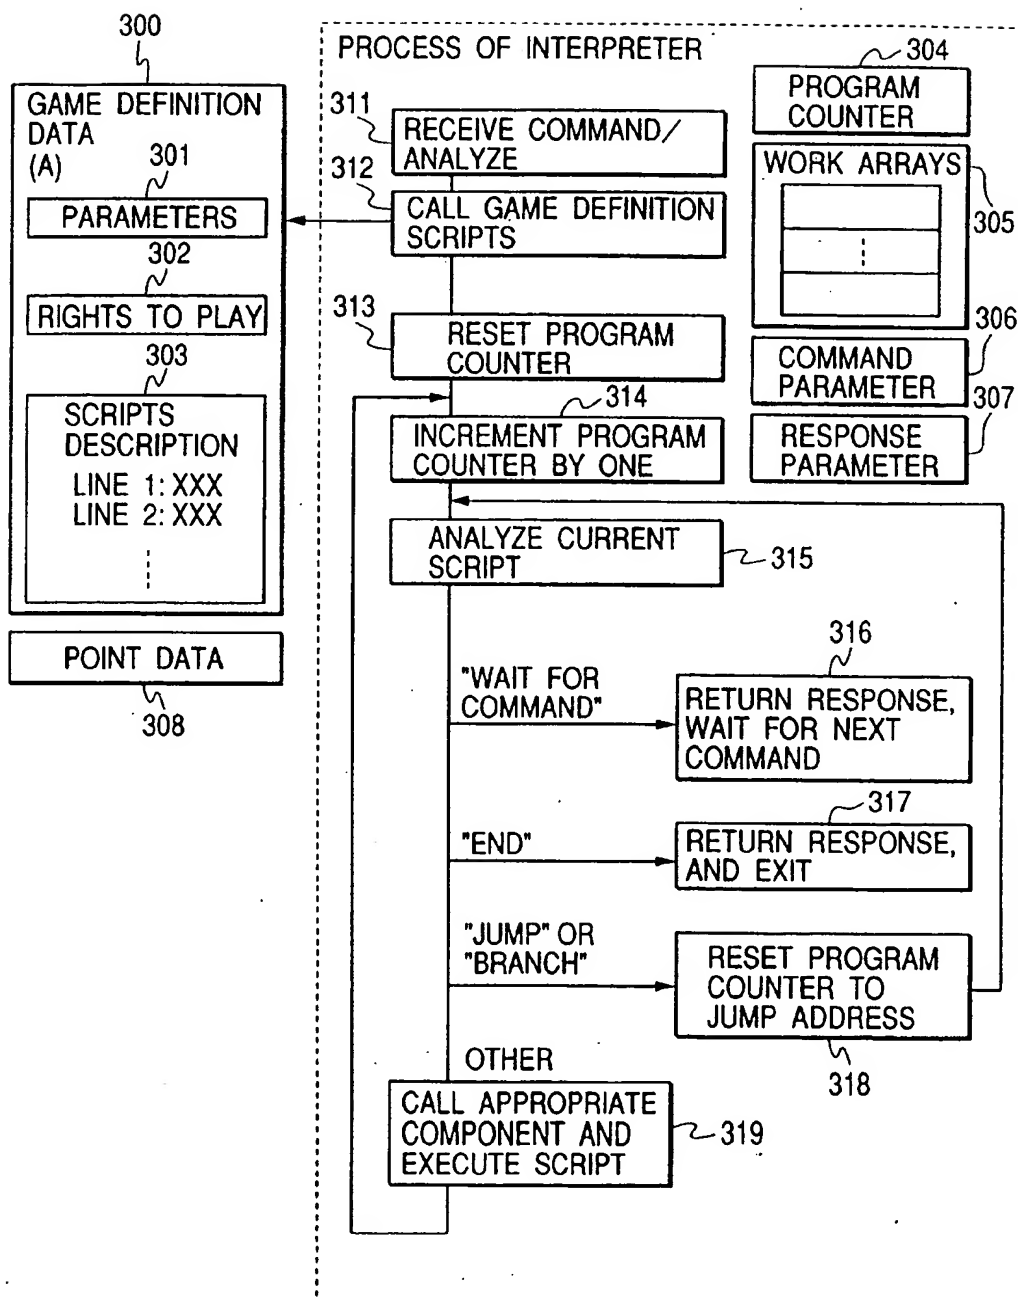 300
GAME DEFINITION
DATA
(A)
301
PARAMETERS
302
RIGHTS TO PLAY
303
SCRIPTS
DESCRIPTION
LINE 1: XXX
LINE 2: XXX
POINT DATA
308
PROCESS OF INTERPRETER
311
RECEIVE COMMAND/
ANALYZE
312
CALL GAME DEFINITION
SCRIPTS
313
RESET PROGRAM
COUNTER
314
INCREMENT PROGRAM
COUNTER BY ONE
ANALYZE CURRENT
SCRIPT
315
304
PROGRAM
COUNTER
WORK ARRAYS
305
306
COMMAND
PARAMETER
307
RESPONSE
PARAMETER
"WAIT FOR
COMMAND"
316
RETURN RESPONSE,
WAIT FOR NEXT
COMMAND
"END"
317
RETURN RESPONSE,
AND EXIT
"JUMP" OR
"BRANCH"
RESET PROGRAM
COUNTER TO
JUMP ADDRESS
318
OTHER
CALL APPROPRIATE
COMPONENT AND
EXECUTE SCRIPT
319